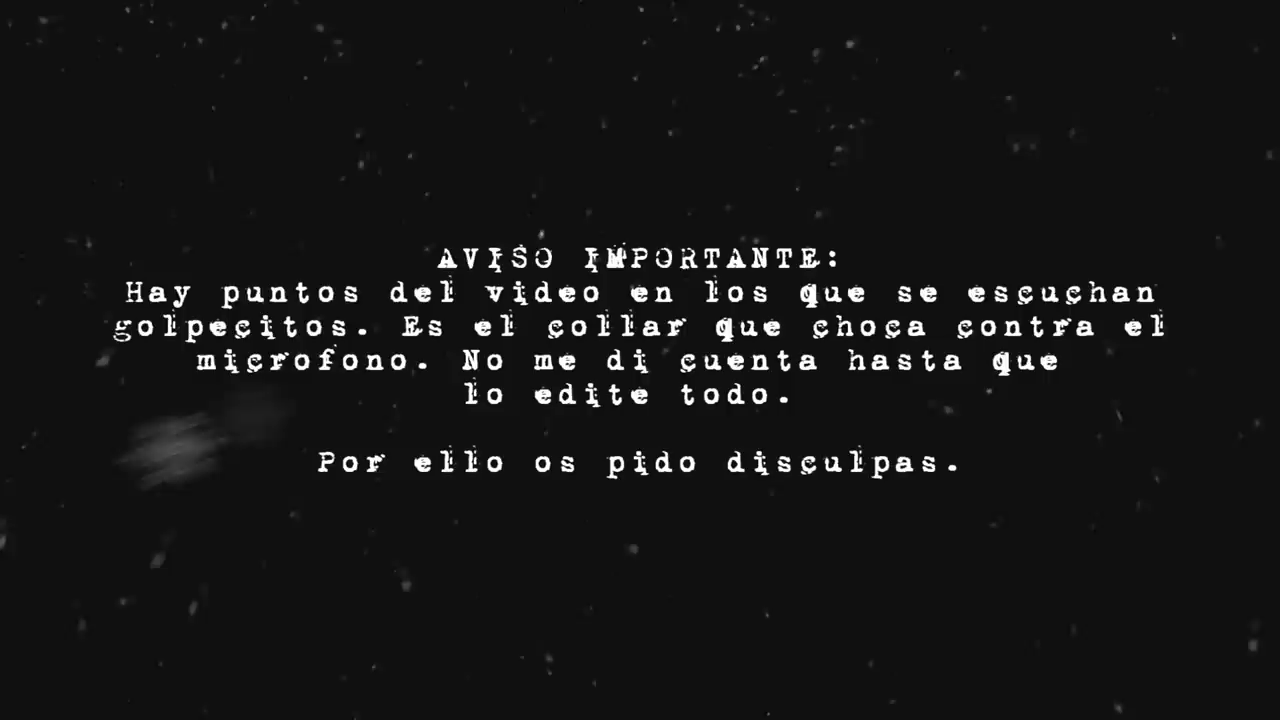 AVISO IMPORTANTE:
Hay puntos del video en los que se escuchan
golpecitos. Es el collar que choca contra el
microfono. No me di cuenta hasta que
lo edite todo.
Por ello os pido disculpas.